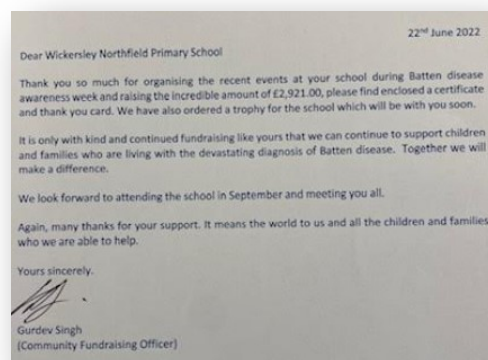 22nd June 2022
Dear Wickersley Northfield Primary School
Thank you so much for organising the recent events at your school during Batten disease
awareness week and raising the incredible amount of £2,921.00, please find enclosed a certificate
and thank you card. We have also ordered a trophy for the school which will be with you soon.
It is only with kind and continued fundraising like yours that we can continue to support children
and families who are living with the devastating diagnosis of Batten disease. Together we will
make a difference.
We look forward to attending the school in September and meeting you all.
Again, many thanks for your support. It means the world to us and all the children and families
who we are able to help.
Yours sincerely.
Gurdev Singh
(Community Fundraising Officer)